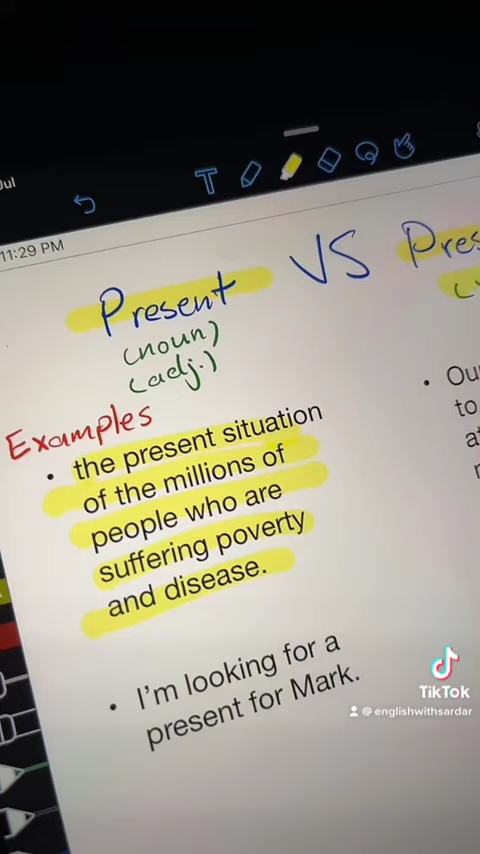 Jul
T
11:29 PM
Present VS Pres
(noun)
(adj.)
Examples
• the present situation
of the millions of
people who are
suffering poverty
and disease.
• I'm looking for a
present for Mark.
• Ou
to
a
TikTok
@ englishwithsardar